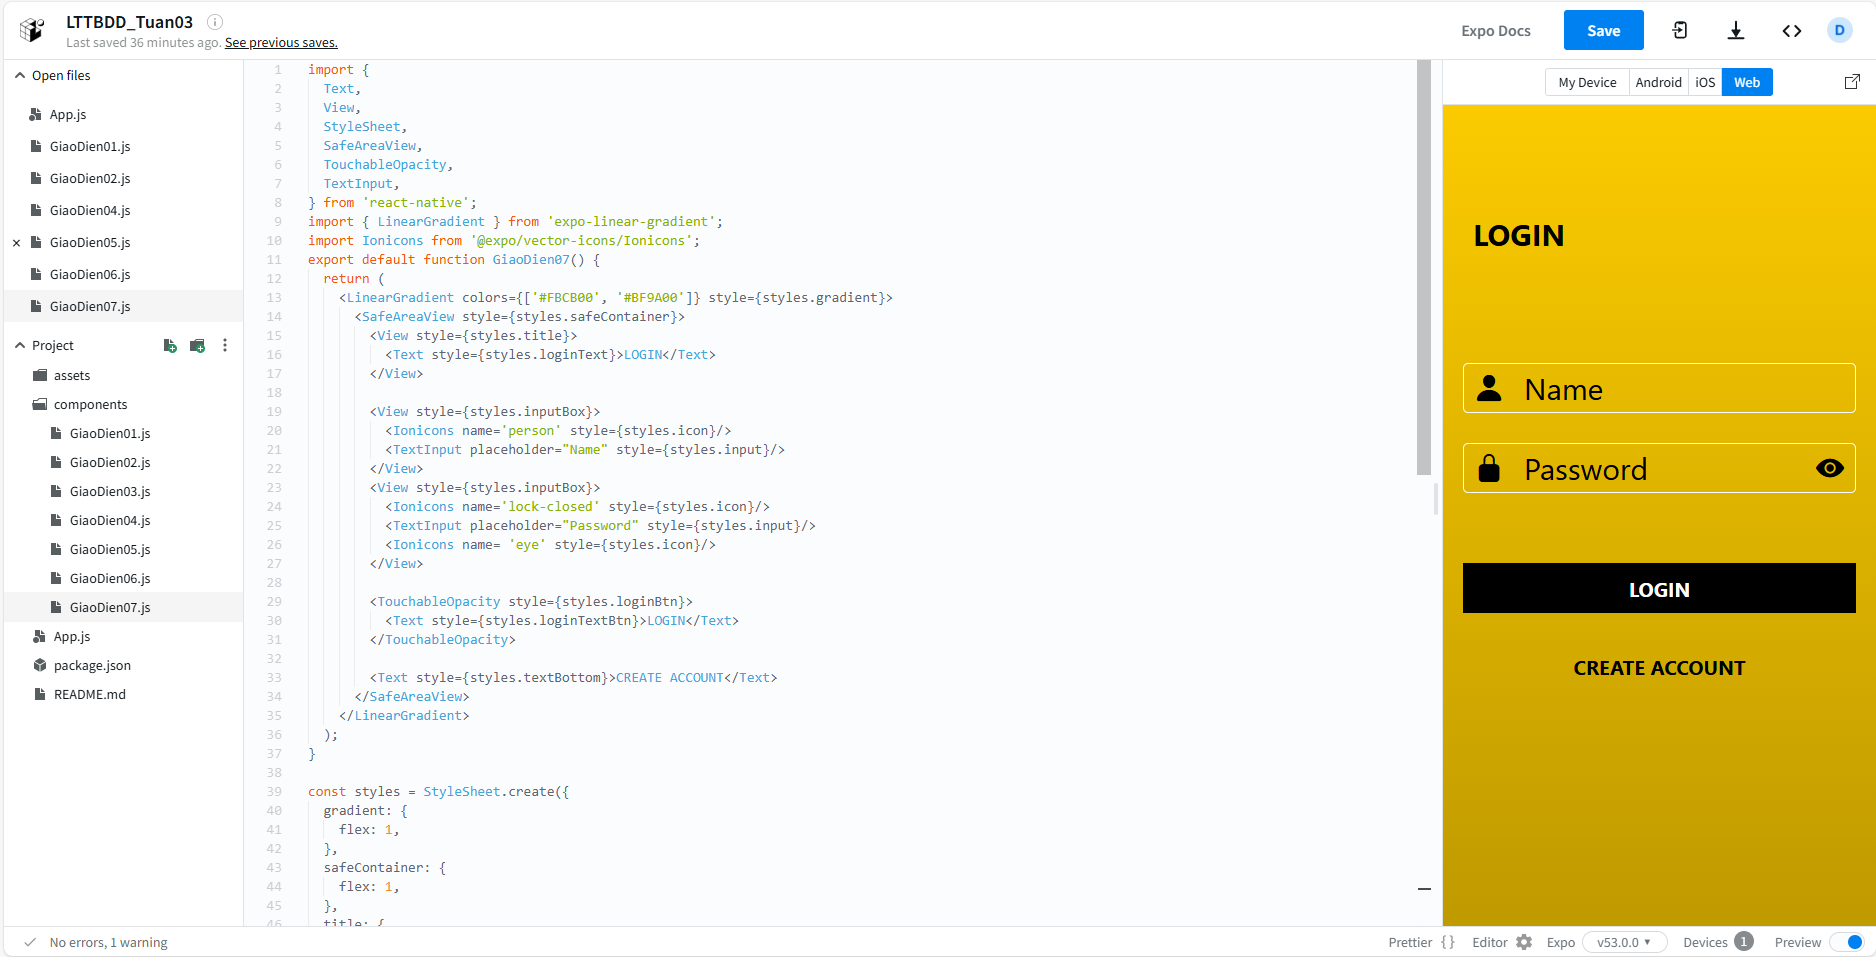 LTTBDD_Tuan03
Last saved 36 minutes ago. See previous saves.
Expo Docs
Save
D
Open files
App.js
GiaoDien01.js
GiaoDien02.js
GiaoDien04.js
GiaoDien05.js
GiaoDien06.js
GiaoDien07.js
Project
assets
components
GiaoDien01.js
GiaoDien02.js
GiaoDien03.js
GiaoDien04.js
GiaoDien05.js
GiaoDien06.js
GiaoDien07.js
App.js
package.json
README.md
1 import {
2 Text,
3 View,
4 StyleSheet,
5 SafeAreaView,
6 TouchableOpacity,
7 TextInput,
8 } from 'react-native';
9 import { LinearGradient } from 'expo-linear-gradient';
10 import Ionicons from '@expo/vector-icons/Ionicons';
11 export default function GiaoDien07() {
12 return (
13 <LinearGradient colors={['#FBCB00', '#BF9A00']} style={styles.gradient}>
14 <SafeAreaView style={styles.safeContainer}>
15 <View style={styles.title}>
16 <Text style={styles.loginText}>LOGIN</Text>
17 </View>
18
19 <View style={styles.inputBox}>
20 <Ionicons name='person' style={styles.icon}/>
21 <TextInput placeholder="Name" style={styles.input}/>
22 </View>
23 <View style={styles.inputBox}>
24 <Ionicons name='lock-closed' style={styles.icon}/>
25 <TextInput placeholder="Password" style={styles.input}/>
26 <Ionicons name= 'eye' style={styles.icon}/>
27 </View>
28
29 <TouchableOpacity style={styles.loginBtn}>
30 <Text style={styles.loginTextBtn}>LOGIN</Text>
31 </TouchableOpacity>
32
33 <Text style={styles.textBottom}>CREATE ACCOUNT</Text>
34 </SafeAreaView>
35 </LinearGradient>
36 );
37 }
38
39 const styles = StyleSheet.create({
40 gradient: {
41 flex: 1,
42 },
43 safeContainer: {
44 flex: 1,
45 },
46 title: {
My Device Android iOS Web
LOGIN
Name
Password
LOGIN
CREATE ACCOUNT
No errors, 1 warning
Prettier {} Editor Expo v53.0.0 Devices 1 Preview